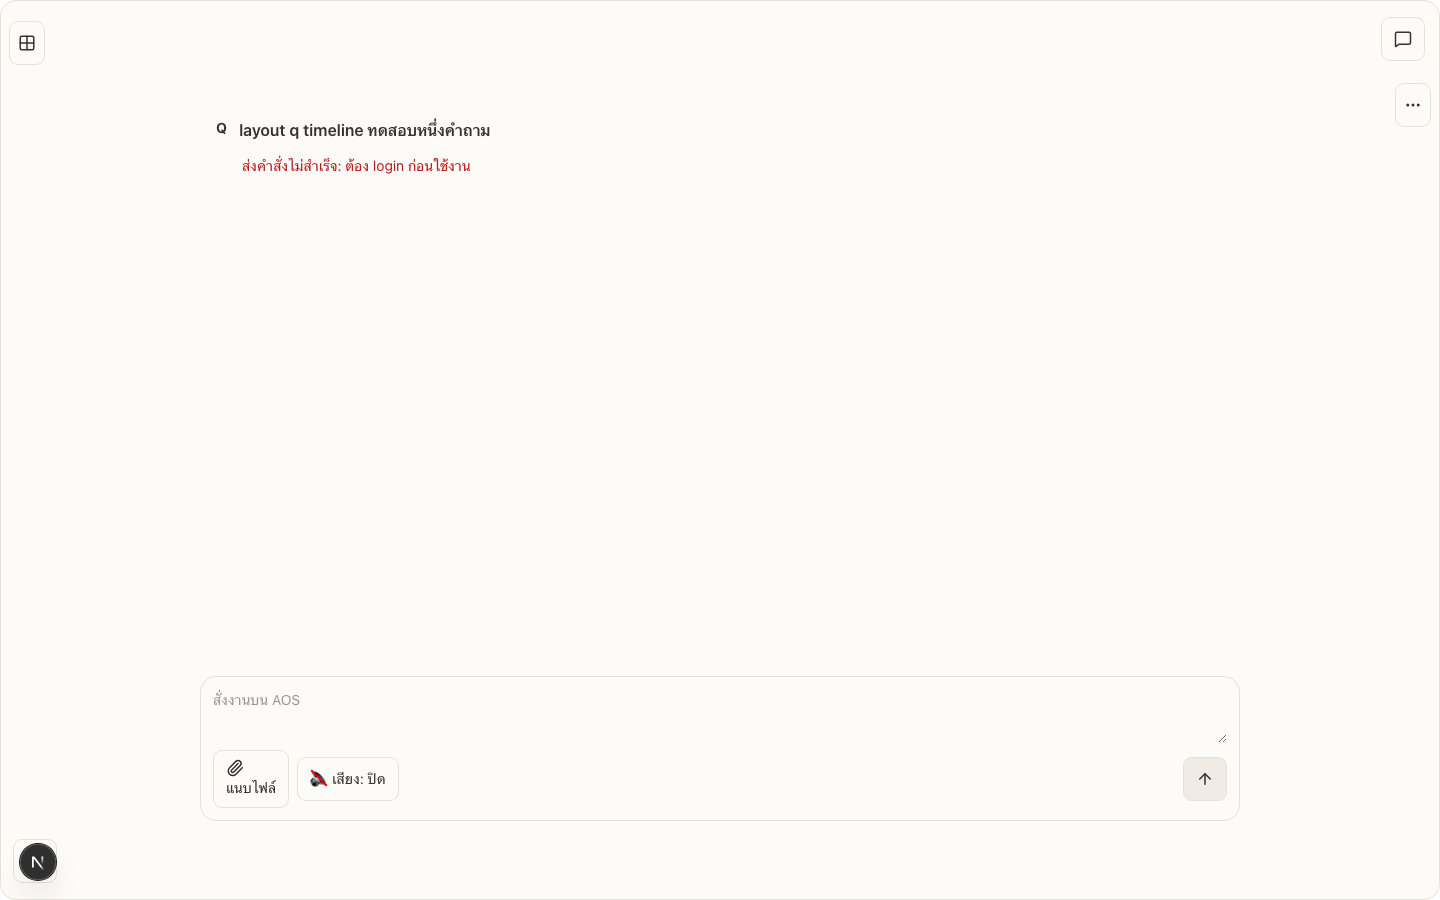 Q layout q timeline ทดสอบหนึ่งคำถาม
ส่งคำสั่งไม่สำเร็จ: ต้อง login ก่อนใช้งาน
สั่งงานบน AOS
แนบไฟล์
เสียง: ปิด
N